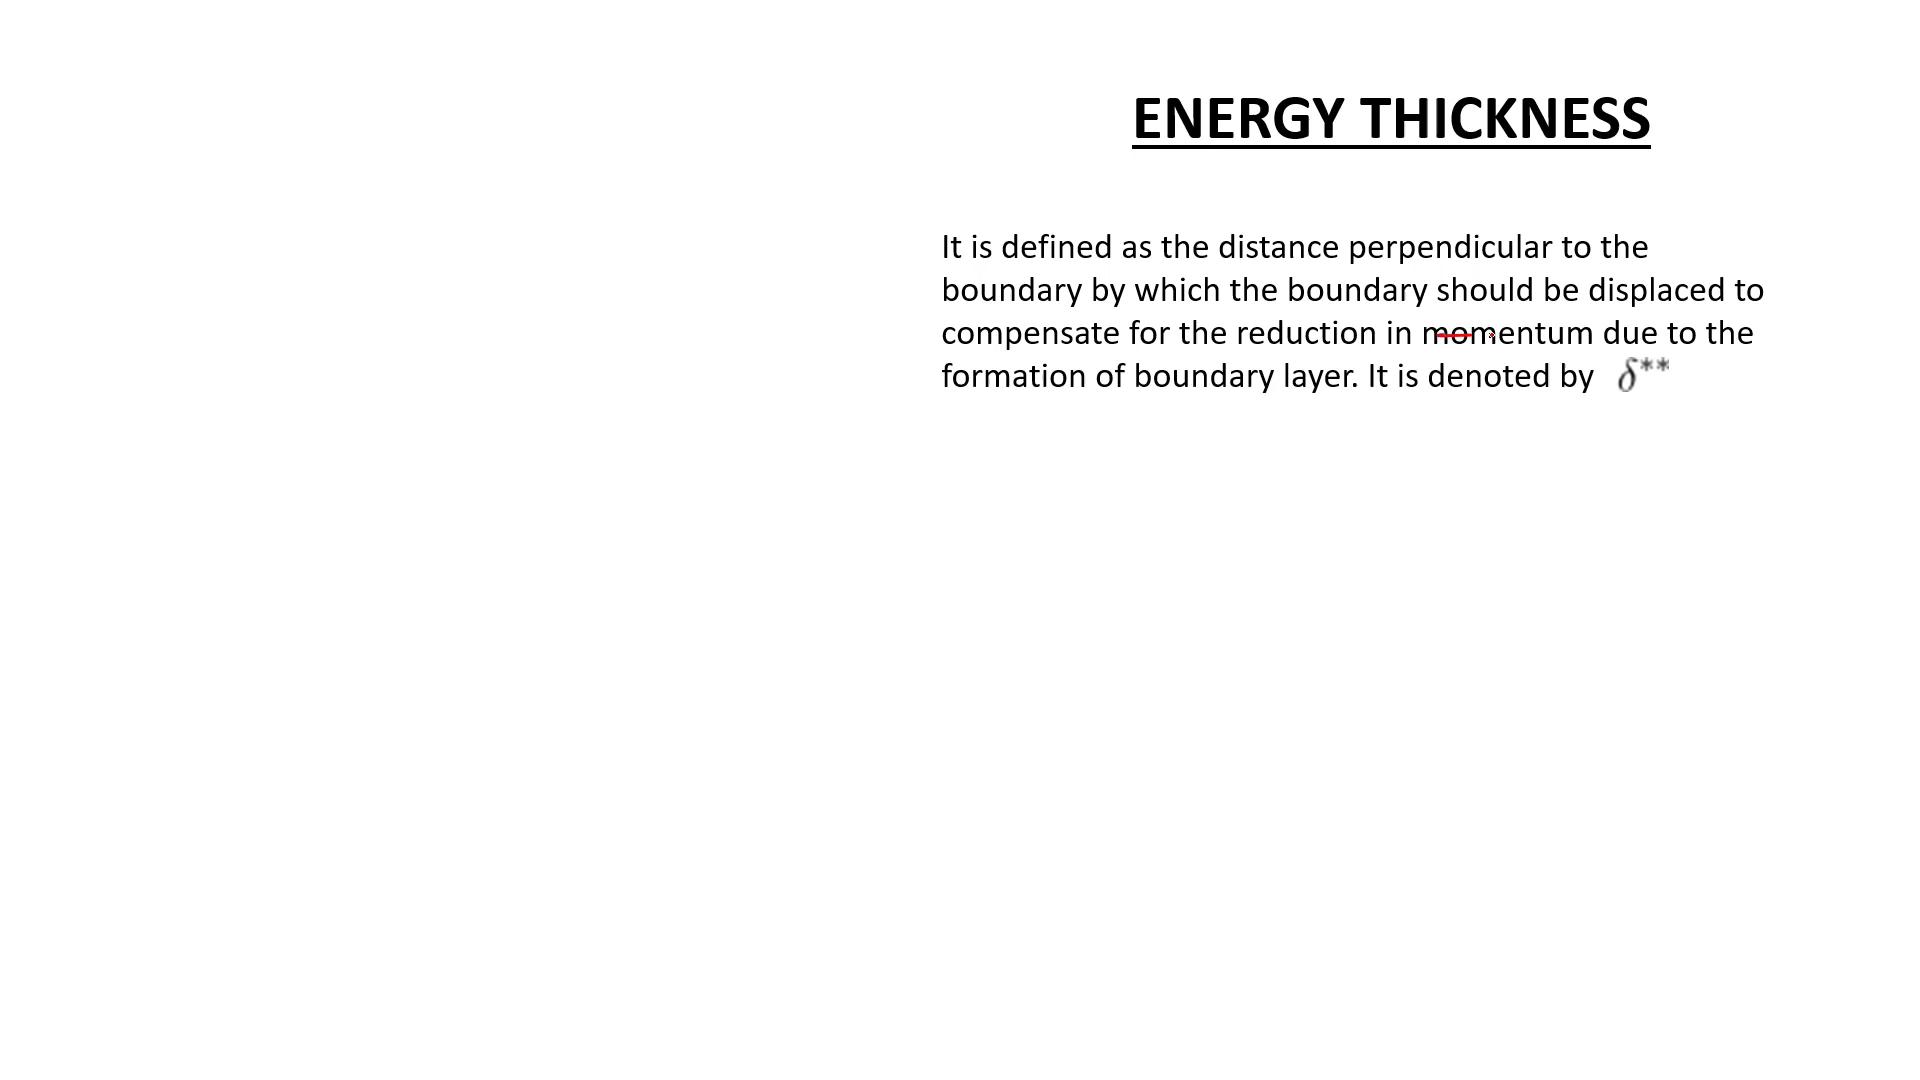 ENERGY THICKNESS
It is defined as the distance perpendicular to the
boundary by which the boundary should be displaced to
compensate for the reduction in momentum due to the
formation of boundary layer. It is denoted by δ**